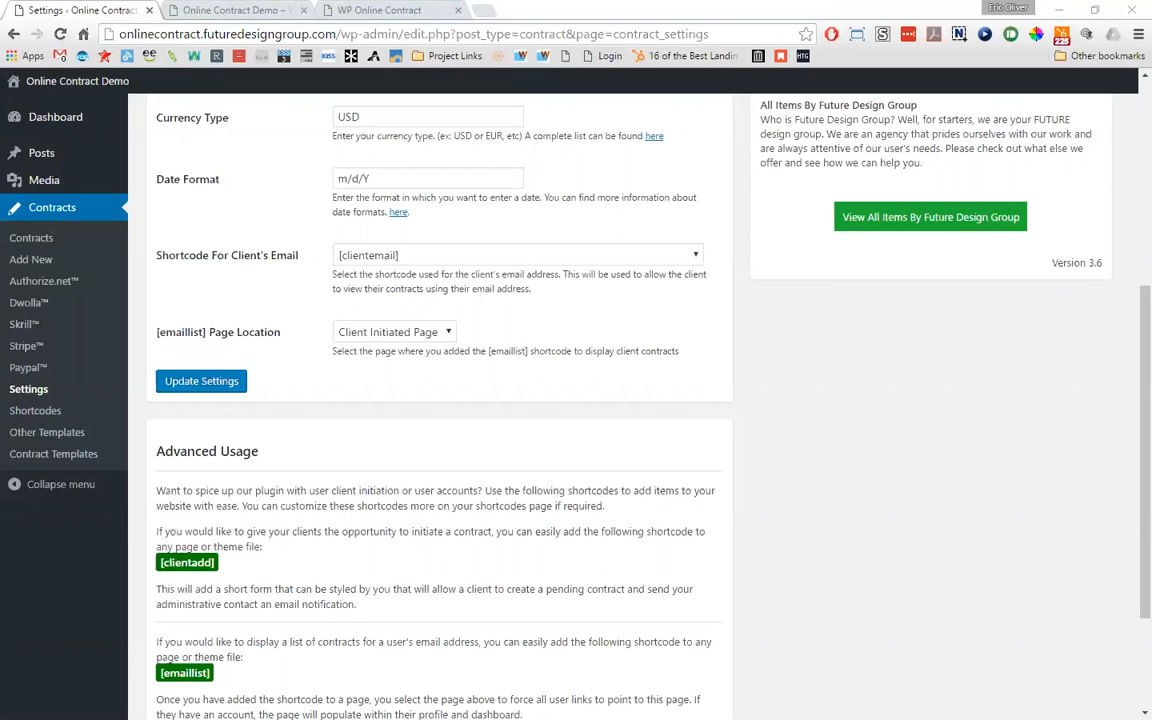 Settings ‹ Online Contract
Online Contract Demo –
WP Online Contract
Eric Oliver
onlinecontract.futuredesigngroup.com/wp-admin/edit.php?post_type=contract&page=contract_settings
225
Apps
Project Links
Login
16 of the Best Landin
Other bookmarks
Online Contract Demo
Dashboard
Posts
Media
Contracts
Contracts
Add New
Authorize.net™
Dwolla™
Skrill™
Stripe™
Paypal™
Settings
Shortcodes
Other Templates
Contract Templates
Collapse menu
Currency Type
USD
Enter your currency type. (ex: USD or EUR, etc) A complete list can be found here
Date Format
m/d/Y
Enter the format in which you want to enter a date. You can find more information about
date formats. here.
Shortcode For Client's Email
[clientemail]
Select the shortcode used for the client's email address. This will be used to allow the client
to view their contracts using their email address.
[emaillist] Page Location
Client Initiated Page
Select the page where you added the [emaillist] shortcode to display client contracts
Update Settings
Advanced Usage
Want to spice up our plugin with user client initiation or user accounts? Use the following shortcodes to add items to your
website with ease. You can customize these shortcodes more on your shortcodes page if required.
If you would like to give your clients the opportunity to initiate a contract, you can easily add the following shortcode to
any page or theme file:
[clientadd]
This will add a short form that can be styled by you that will allow a client to create a pending contract and send your
administrative contact an email notification.
If you would like to display a list of contracts for a user's email address, you can easily add the following shortcode to any
page or theme file:
[emaillist]
Once you have added the shortcode to a page, you select the page above to force all user links to point to this page. If
they have an account, the page will populate within their profile and dashboard.
All Items By Future Design Group
Who is Future Design Group? Well, for starters, we are your FUTURE
design group. We are an agency that prides ourselves with our work and
are always attentive of our user's needs. Please check out what else we
offer and see how we can help you.
View All Items By Future Design Group
Version 3.6